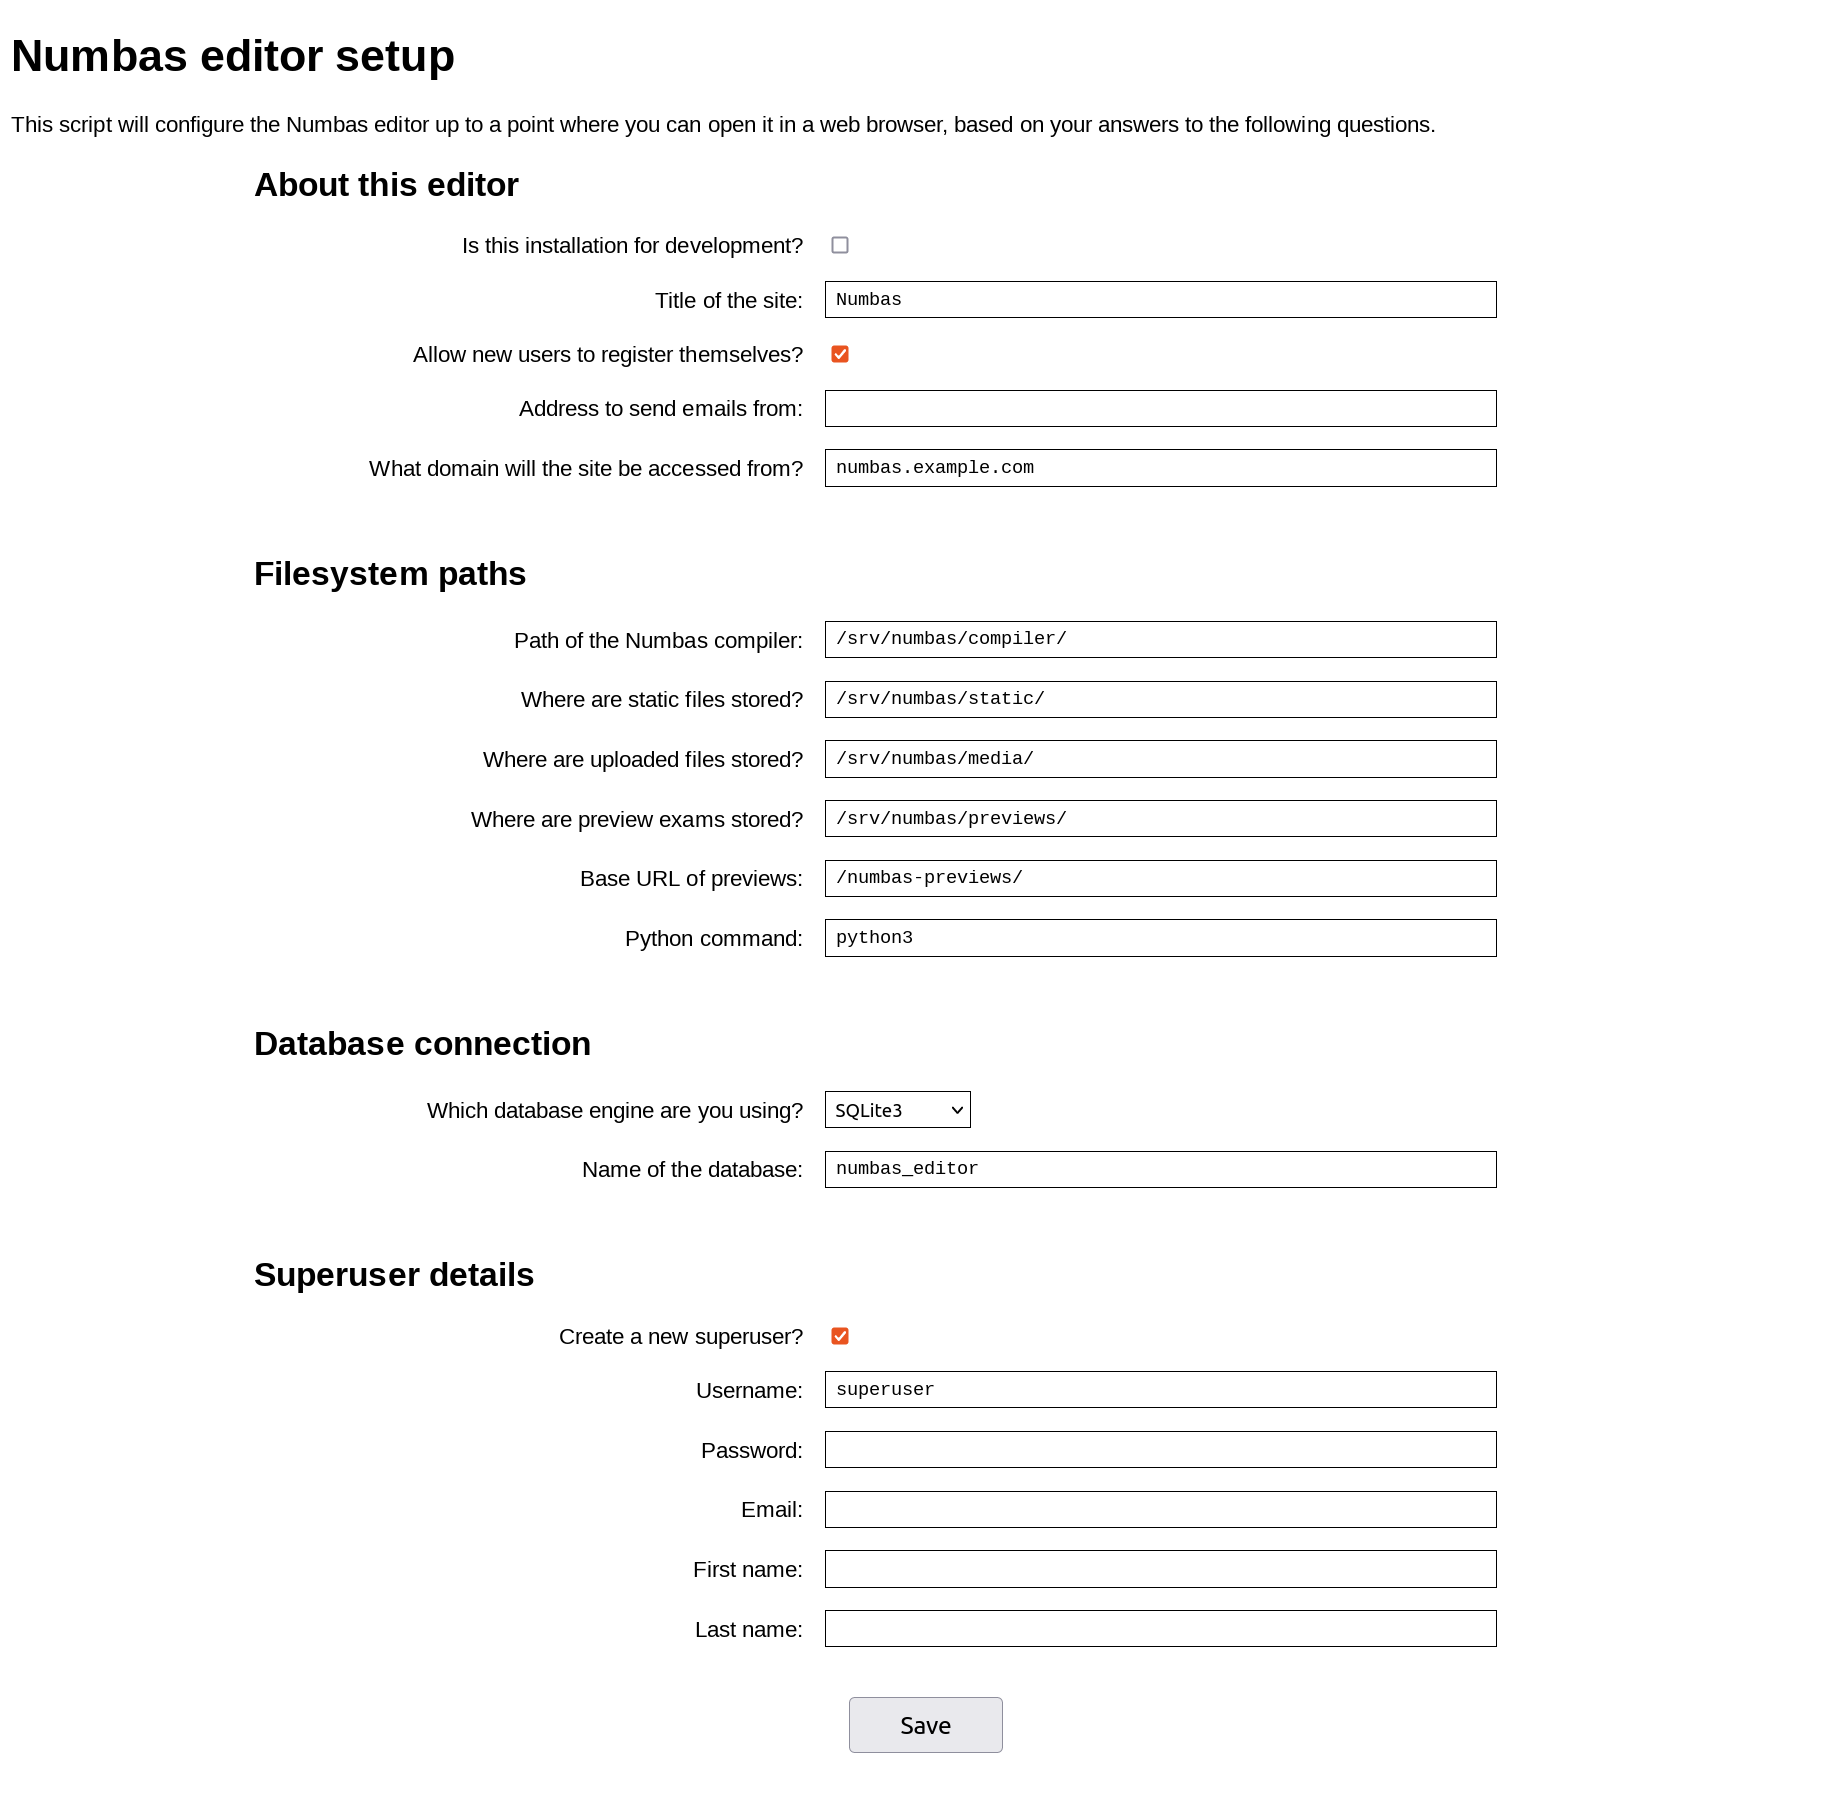 Numbas editor setup
This script will configure the Numbas editor up to a point where you can open it in a web browser, based on your answers to the following questions.
About this editor
Is this installation for development?
Title of the site: Numbas
Allow new users to register themselves?
Address to send emails from:
What domain will the site be accessed from? numbas.example.com
Filesystem paths
Path of the Numbas compiler: /srv/numbas/compiler/
Where are static files stored? /srv/numbas/static/
Where are uploaded files stored? /srv/numbas/media/
Where are preview exams stored? /srv/numbas/previews/
Base URL of previews: /numbas-previews/
Python command: python3
Database connection
Which database engine are you using? SQLite3
Name of the database: numbas_editor
Superuser details
Create a new superuser?
Username: superuser
Password:
Email:
First name:
Last name:
Save